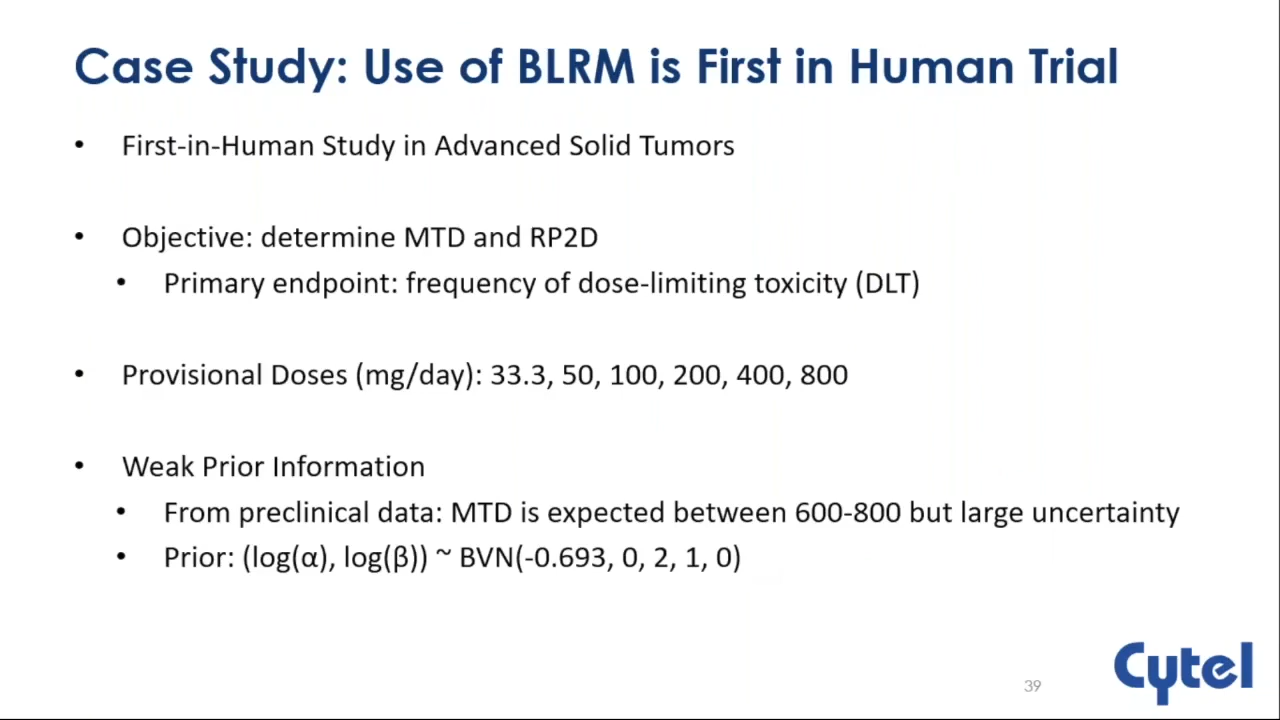 Case Study: Use of BLRM is First in Human Trial
• First-in-Human Study in Advanced Solid Tumors
• Objective: determine MTD and RP2D
• Primary endpoint: frequency of dose-limiting toxicity (DLT)
• Provisional Doses (mg/day): 33.3, 50, 100, 200, 400, 800
• Weak Prior Information
• From preclinical data: MTD is expected between 600-800 but large uncertainty
• Prior: (log(α), log(β)) ~ BVN(-0.693, 0, 2, 1, 0)
39
Cytel